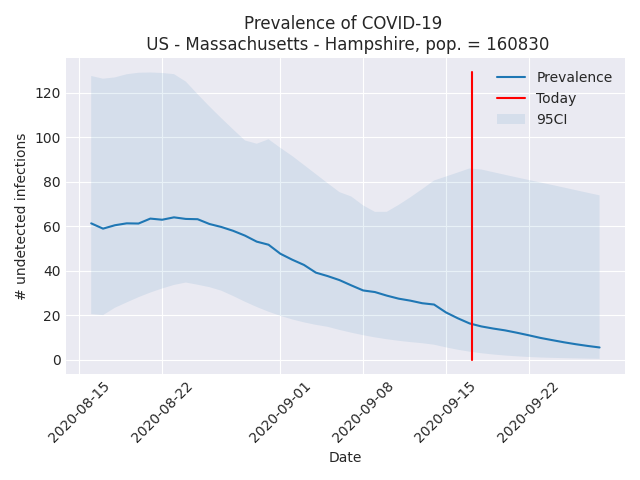 Prevalence of COVID-19
US - Massachusetts - Hampshire, pop. = 160830
Prevalence
Today
95CI
# undetected infections
120
100
80
60
40
20
0
2020-08-15
2020-08-22
2020-09-01
2020-09-08
2020-09-15
2020-09-22
Date